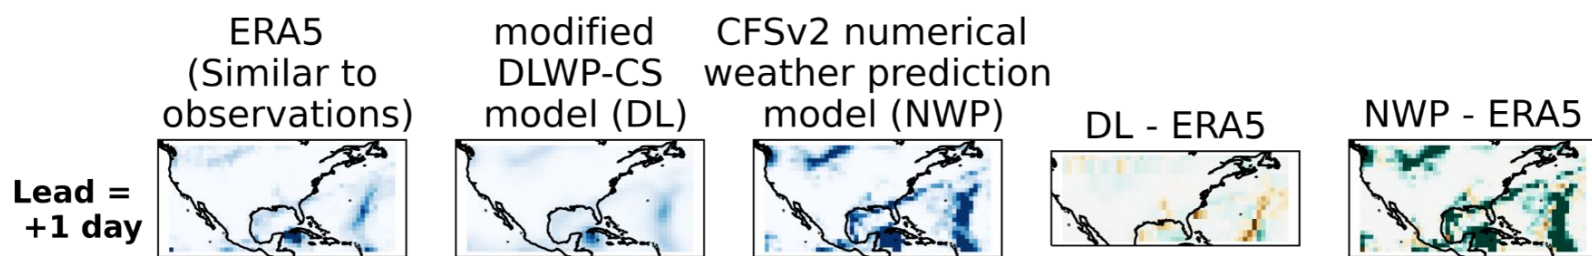 ERA5
(Similar to
observations)
modified
DLWP-CS
model (DL)
CFSv2 numerical
weather prediction
model (NWP)
DL - ERA5
NWP - ERA5
Lead =
+1 day